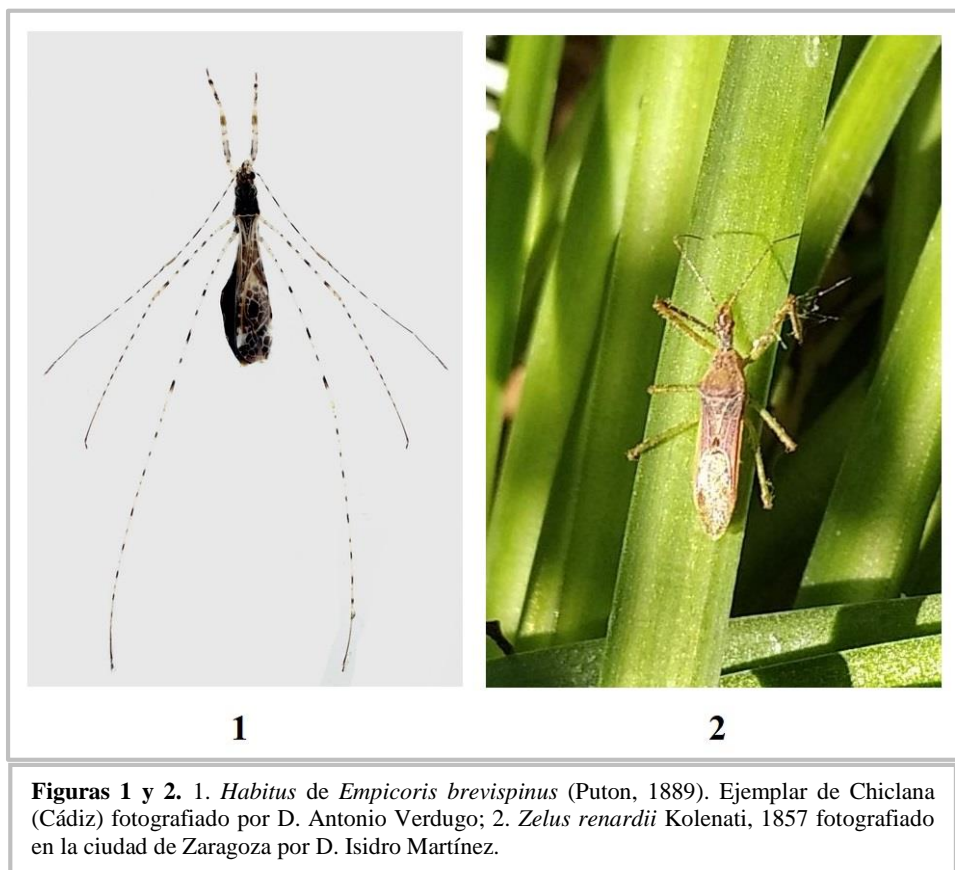 1
2
Figuras 1 y 2. 1. Habitus de Empicoris brevispinus (Puton, 1889). Ejemplar de Chiclana
(Cádiz) fotografiado por D. Antonio Verdugo; 2. Zelus renardii Kolenati, 1857 fotografiado
en la ciudad de Zaragoza por D. Isidro Martínez.